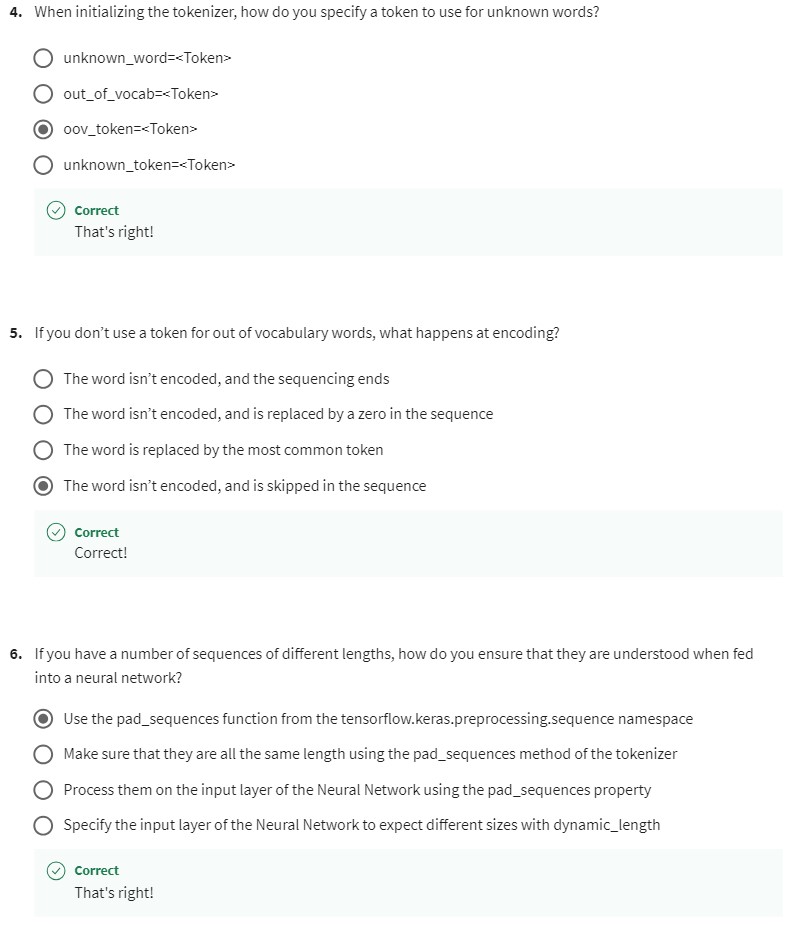 4. When initializing the tokenizer, how do you specify a token to use for unknown words?
unknown_word=<Token>
out_of_vocab=<Token>
oov_token=<Token>
unknown_token=<Token>
Correct
That's right!
5. If you don’t use a token for out of vocabulary words, what happens at encoding?
The word isn’t encoded, and the sequencing ends
The word isn’t encoded, and is replaced by a zero in the sequence
The word is replaced by the most common token
The word isn’t encoded, and is skipped in the sequence
Correct
Correct!
6. If you have a number of sequences of different lengths, how do you ensure that they are understood when fed
into a neural network?
Use the pad_sequences function from the tensorflow.keras.preprocessing.sequence namespace
Make sure that they are all the same length using the pad_sequences method of the tokenizer
Process them on the input layer of the Neural Network using the pad_sequences property
Specify the input layer of the Neural Network to expect different sizes with dynamic_length
Correct
That's right!